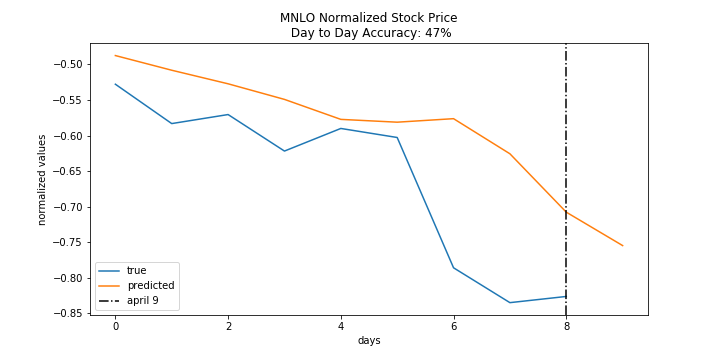 MNLO Normalized Stock Price
Day to Day Accuracy: 47%
normalized values
−0.50
−0.55
−0.60
−0.65
−0.70
−0.75
−0.80
−0.85
true
predicted
april 9
0
2
4
6
8
days